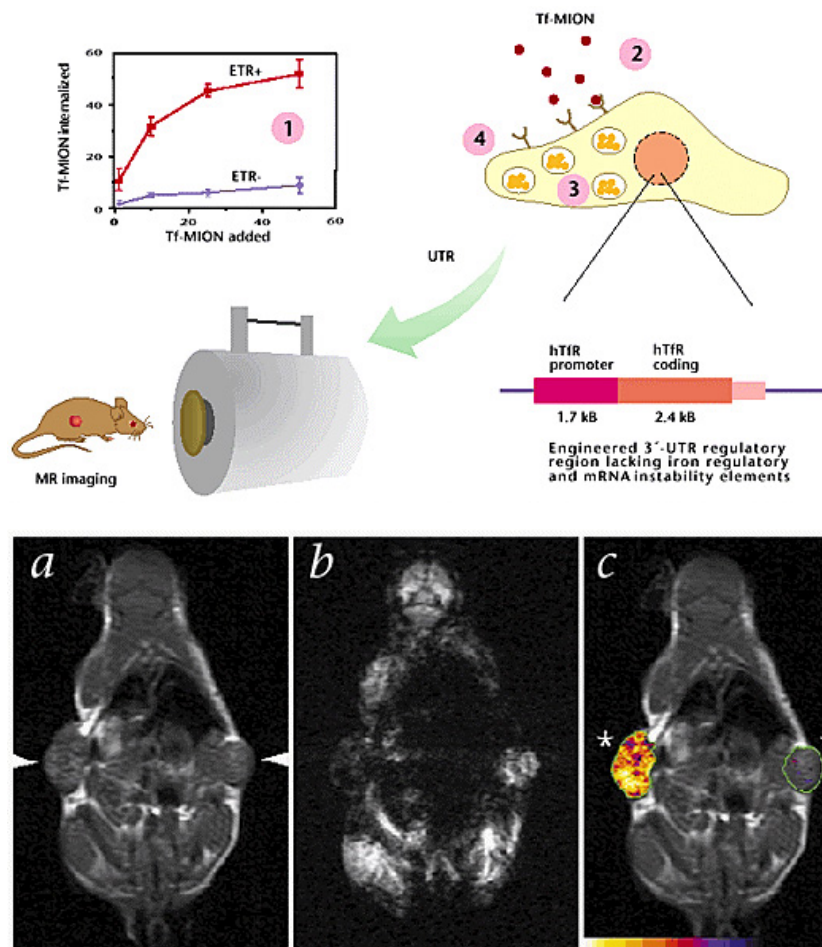 Tf-MION
2
60
ETR+
40
1
4
Tf-MION internalized
20
3
ETR-
0
0 20 40 60
Tf-MION added
UTR
hTfR promoter
hTfR coding
1.7 kB
2.4 kB
Engineered 3´-UTR regulatory
region lacking iron regulatory
and mRNA instability elements
MR imaging
a
b
c
*